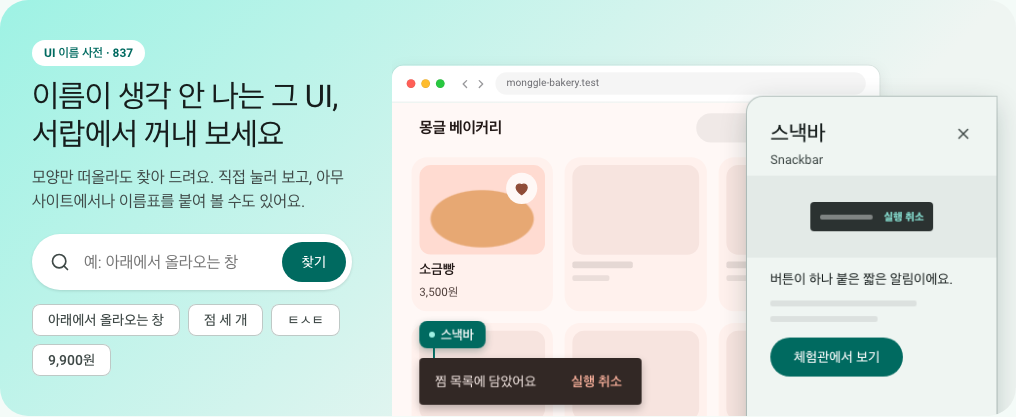 UI 이름 사전 · 837
이름이 생각 안 나는 그 UI,
서랍에서 꺼내 보세요
모양만 떠올라도 찾아 드려요. 직접 눌러 보고, 아무
사이트에서나 이름표를 붙여 볼 수도 있어요.
예: 아래에서 올라오는 창
찾기
아래에서 올라오는 창
점 세 개
ㅌㅅㅌ
9,900원
monggle-bakery.test
몽글 베이커리
소금빵
3,500원
스낵바
찜 목록에 담았어요
실행 취소
스낵바
Snackbar
실행 취소
버튼이 하나 붙은 짧은 알림이에요.
체험관에서 보기